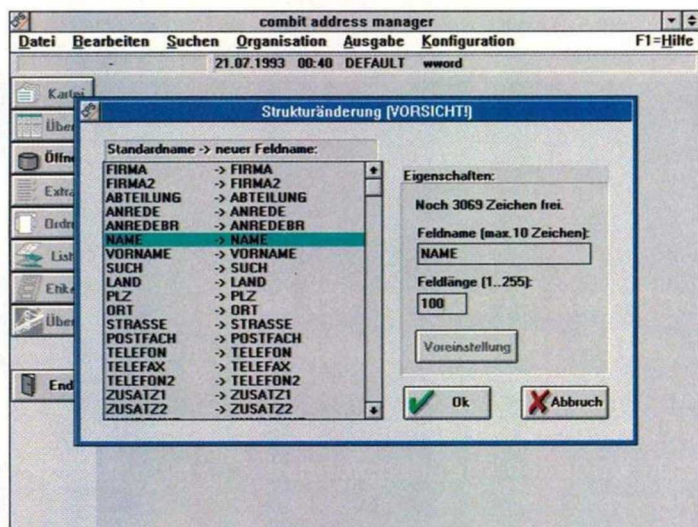 combit address manager
Datei Bearbeiten Suchen Organisation Ausgabe Konfiguration F1=Hilfe
- 21.07.1993 00:40 DEFAULT wword
Kartei
Über
Öffne
Extra
Ordne
List
Etike
Über
End
Strukturänderung (VORSICHT!)
Standardname -> neuer Feldname:
FIRMA -> FIRMA
FIRMA2 -> FIRMA2
ABTEILUNG -> ABTEILUNG
ANREDE -> ANREDE
ANREDEBR -> ANREDEBR
NAME -> NAME
VORNAME -> VORNAME
SUCH -> SUCH
LAND -> LAND
PLZ -> PLZ
ORT -> ORT
STRASSE -> STRASSE
POSTFACH -> POSTFACH
TELEFON -> TELEFON
TELEFAX -> TELEFAX
TELEFON2 -> TELEFON2
ZUSATZ1 -> ZUSATZ1
ZUSATZ2 -> ZUSATZ2
Eigenschaften:
Noch 3069 Zeichen frei.
Feldname (max.10 Zeichen):
NAME
Feldlänge (1..255):
100
Voreinstellung
Ok Abbruch